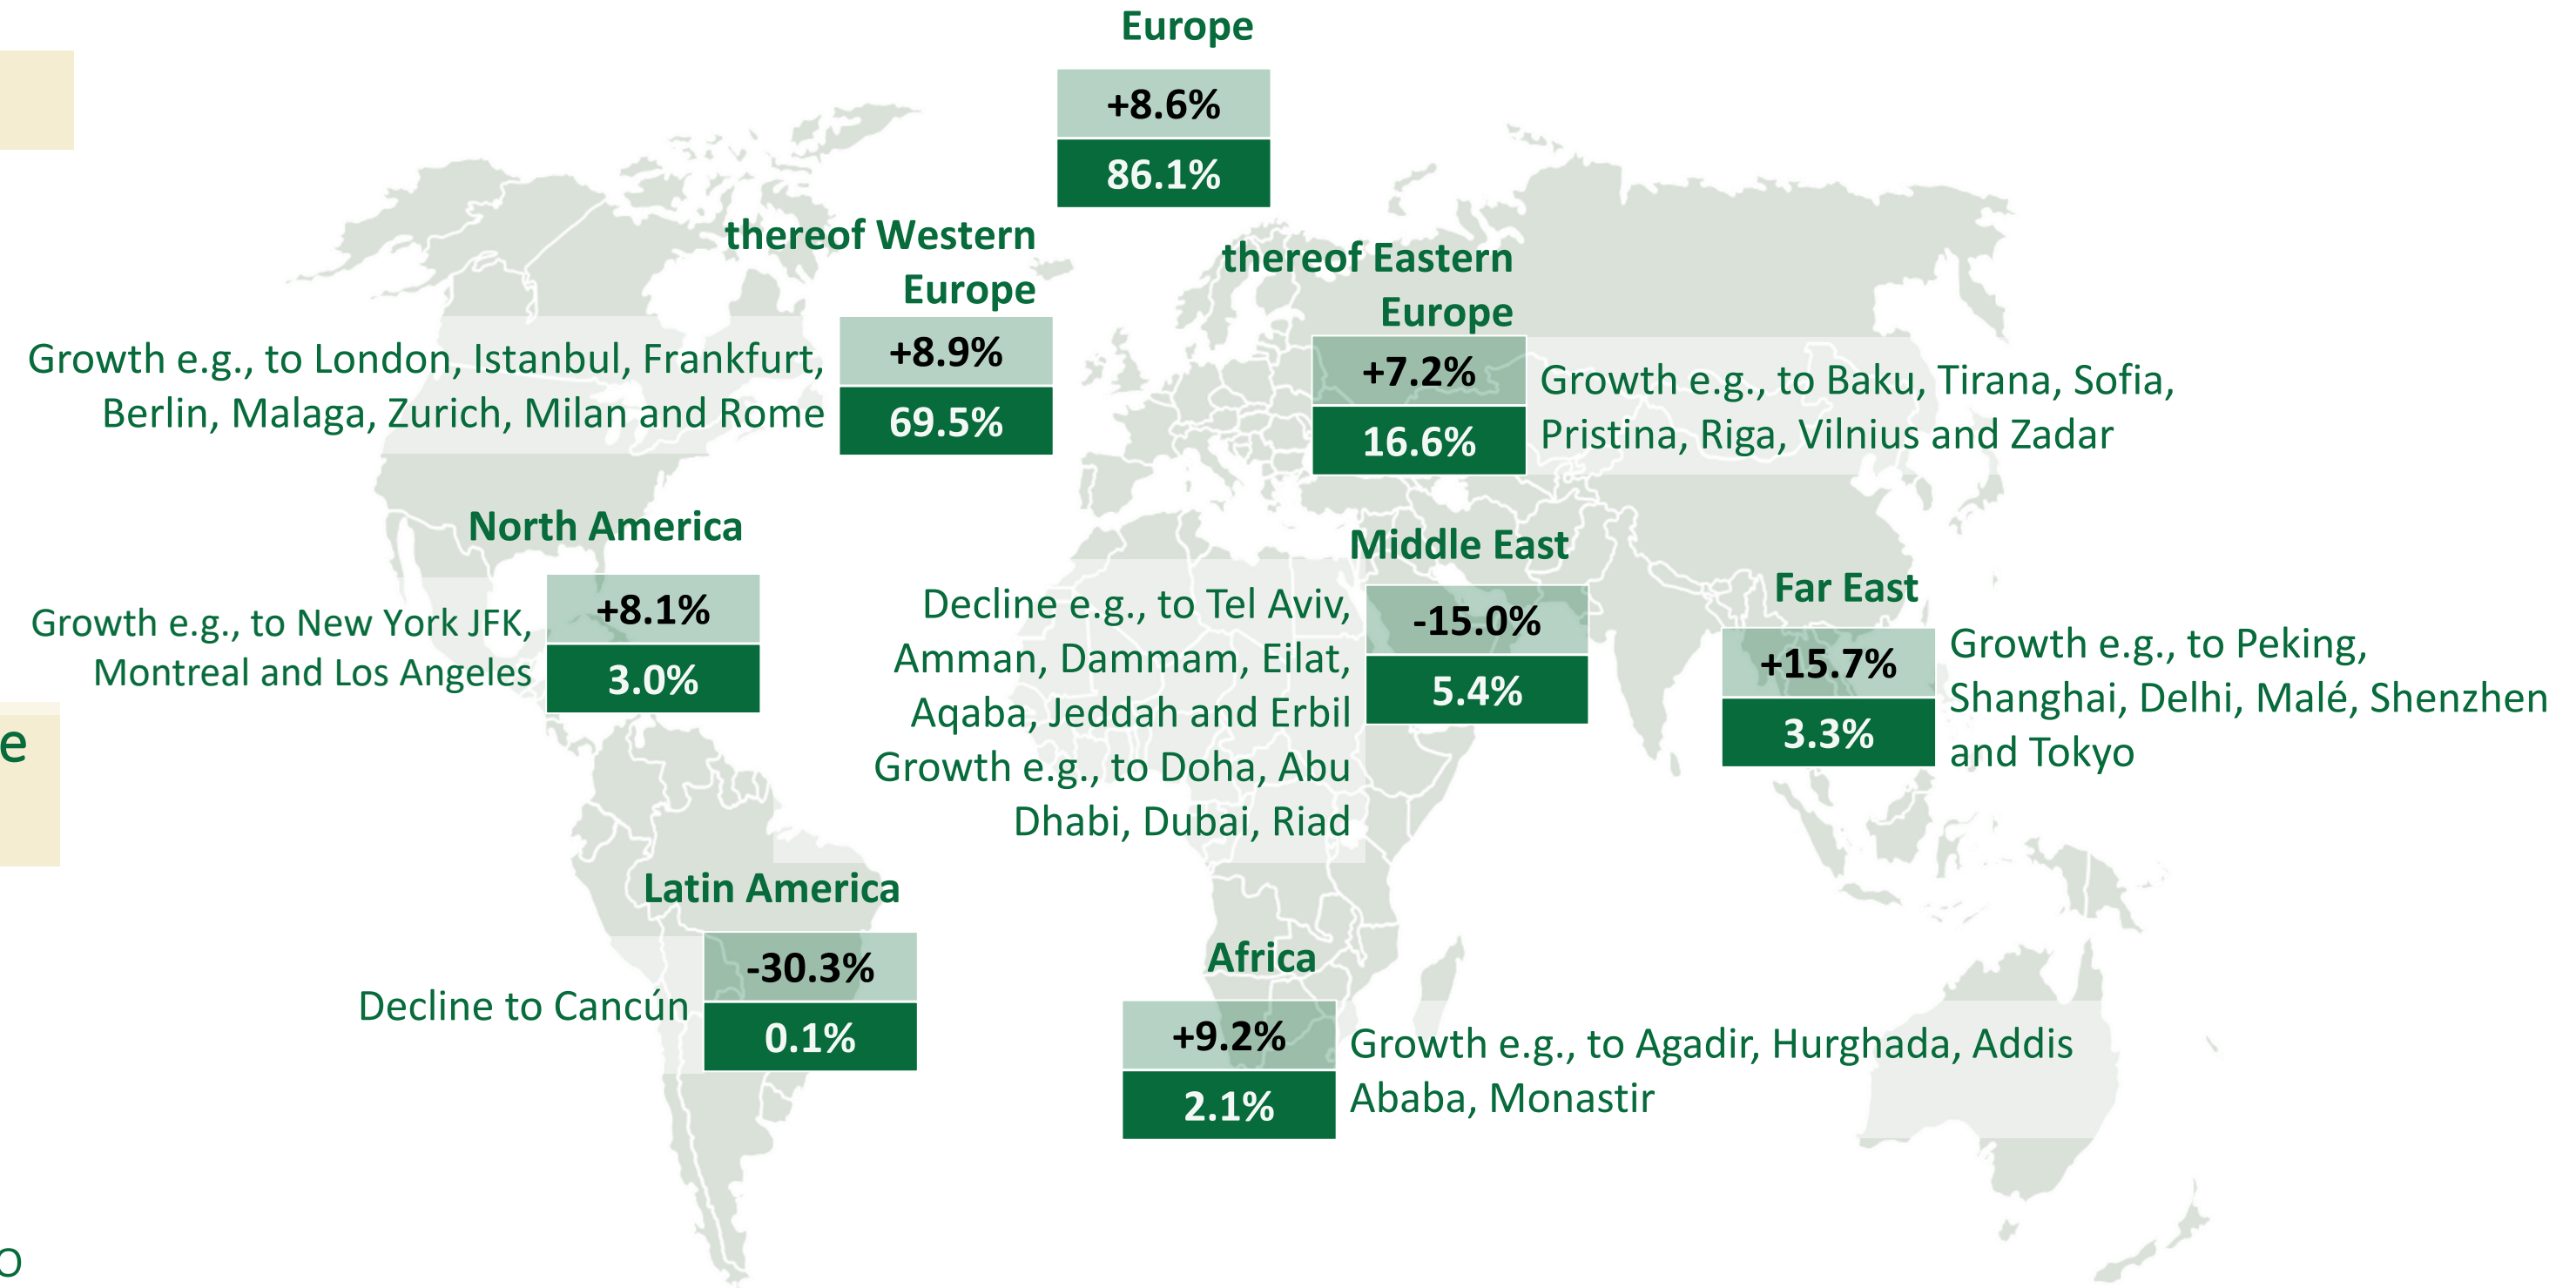 Europe
+8.6%
86.1%
thereof Western
Europe
+8.9%
69.5%
Growth e.g., to London, Istanbul, Frankfurt,
Berlin, Malaga, Zurich, Milan and Rome
thereof Eastern
Europe
+7.2%
16.6%
Growth e.g., to Baku, Tirana, Sofia,
Pristina, Riga, Vilnius and Zadar
North America
+8.1%
3.0%
Growth e.g., to New York JFK,
Montreal and Los Angeles
Middle East
-15.0%
5.4%
Decline e.g., to Tel Aviv,
Amman, Dammam, Eilat,
Aqaba, Jeddah and Erbil
Growth e.g., to Doha, Abu
Dhabi, Dubai, Riad
Far East
+15.7%
3.3%
Growth e.g., to Peking,
Shanghai, Delhi, Malé, Shenzhen
and Tokyo
e
Latin America
-30.3%
0.1%
Decline to Cancún
Africa
+9.2%
2.1%
Growth e.g., to Agadir, Hurghada, Addis
Ababa, Monastir